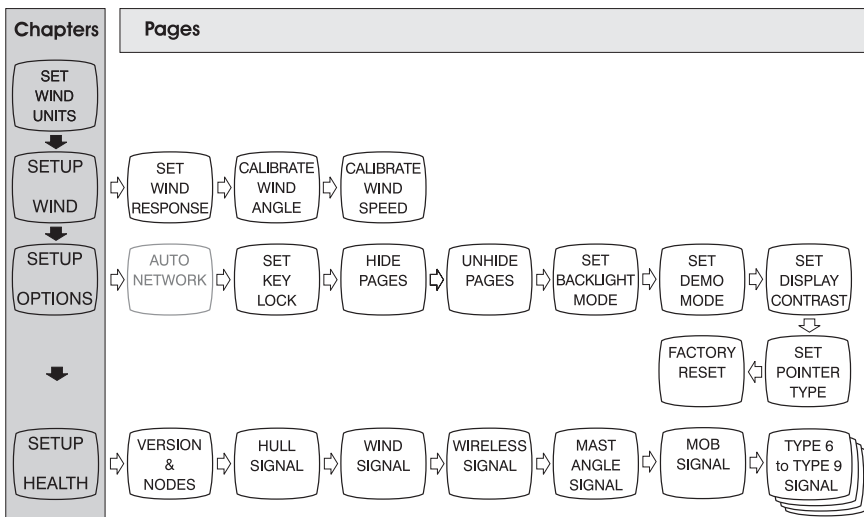 Chapters
Pages
SET
WIND
UNITS
SETUP
WIND
SET
WIND
RESPONSE
CALIBRATE
WIND
ANGLE
CALIBRATE
WIND
SPEED
SETUP
OPTIONS
AUTO
NETWORK
SET
KEY
LOCK
HIDE
PAGES
UNHIDE
PAGES
SET
BACKLIGHT
MODE
SET
DEMO
MODE
SET
DISPLAY
CONTRAST
SET
POINTER
TYPE
FACTORY
RESET
SETUP
HEALTH
VERSION
&
NODES
HULL
SIGNAL
WIND
SIGNAL
WIRELESS
SIGNAL
MAST
ANGLE
SIGNAL
MOB
SIGNAL
TYPE 6
to TYPE 9
SIGNAL